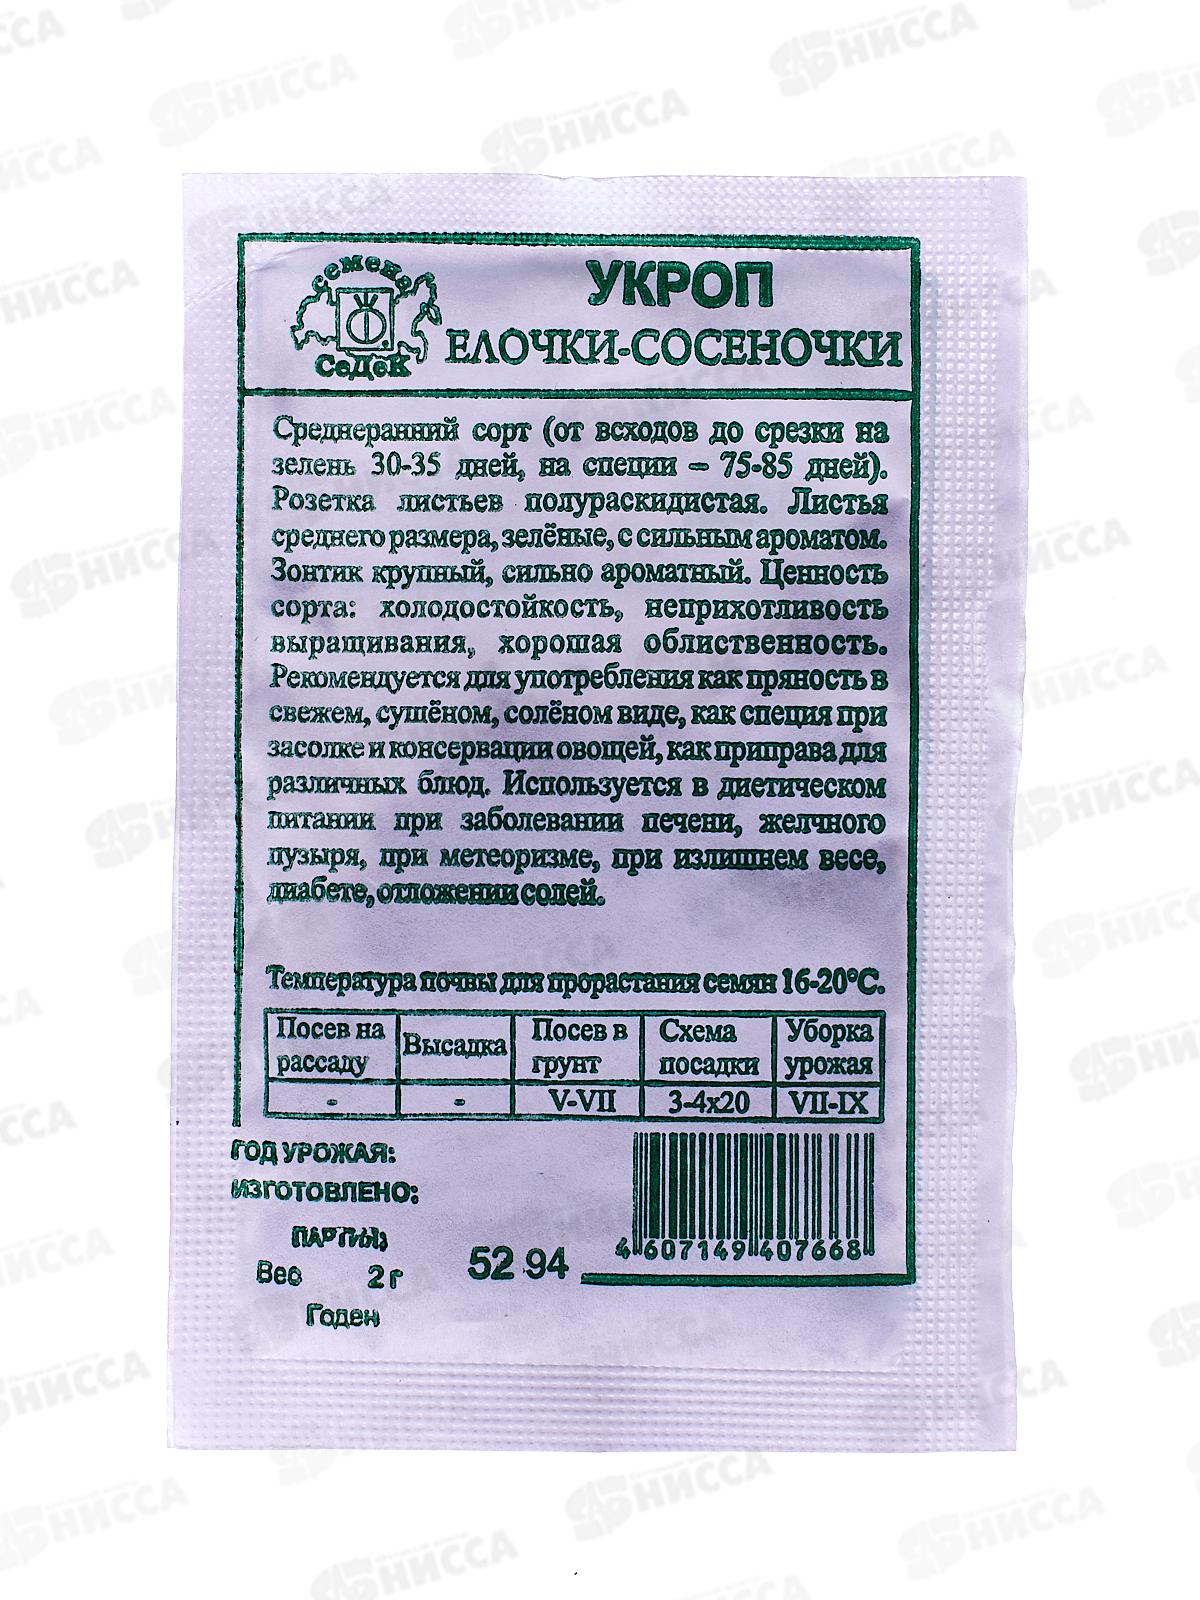 семена
СеДеК
УКРОП
ЕЛОЧКИ-СОСЕНОЧКИ
Среднеранний сорт (от всходов до срезки на
зелень 30-35 дней, на специи – 75-85 дней).
Розетка листьев полураскидистая. Листья
среднего размера, зелёные, с сильным ароматом.
Зонтик крупный, сильно ароматный. Ценность
сорта: холодостойкость, неприхотливость
выращивания, хорошая облиственность.
Рекомендуется для употребления как пряность в
свежем, сушёном, солёном виде, как специя при
засолке и консервации овощей, как приправа для
различных блюд. Используется в диетическом
питании при заболевании печени, желчного
пузыря, при метеоризме, при излишнем весе,
диабете, отложении солей.
Температура почвы для прорастания семян 16-20°С.
Посев на рассаду
Высадка
Посев в грунт
Схема посадки
Уборка урожая
- - V-VII 3-4х20 VII-IX
ГОД УРОЖАЯ:
ИЗГОТОВЛЕНО:
ПАРТИЯ:
Вес 2 г
Годен
52 94
4 607149 407668
НИССА